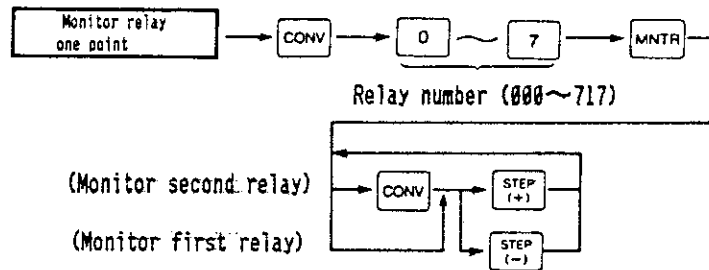 Monitor relay
one point
CONV
0 ~ 7
MNTR
Relay number (000~717)
(Monitor second relay)
CONV
STEP
(+)
(Monitor first relay)
STEP
(-)